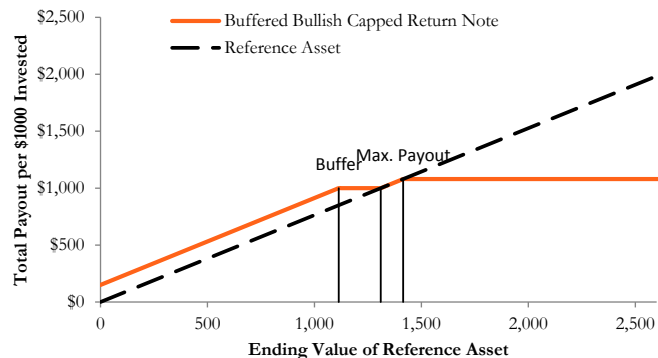 $2,500
$2,000
$1,500
$1,000
$500
$0
Total Payout per $1000 Invested
Buffered Bullish Capped Return Note
Reference Asset
Buffer
Max. Payout
0
500
1,000
1,500
2,000
2,500
Ending Value of Reference Asset